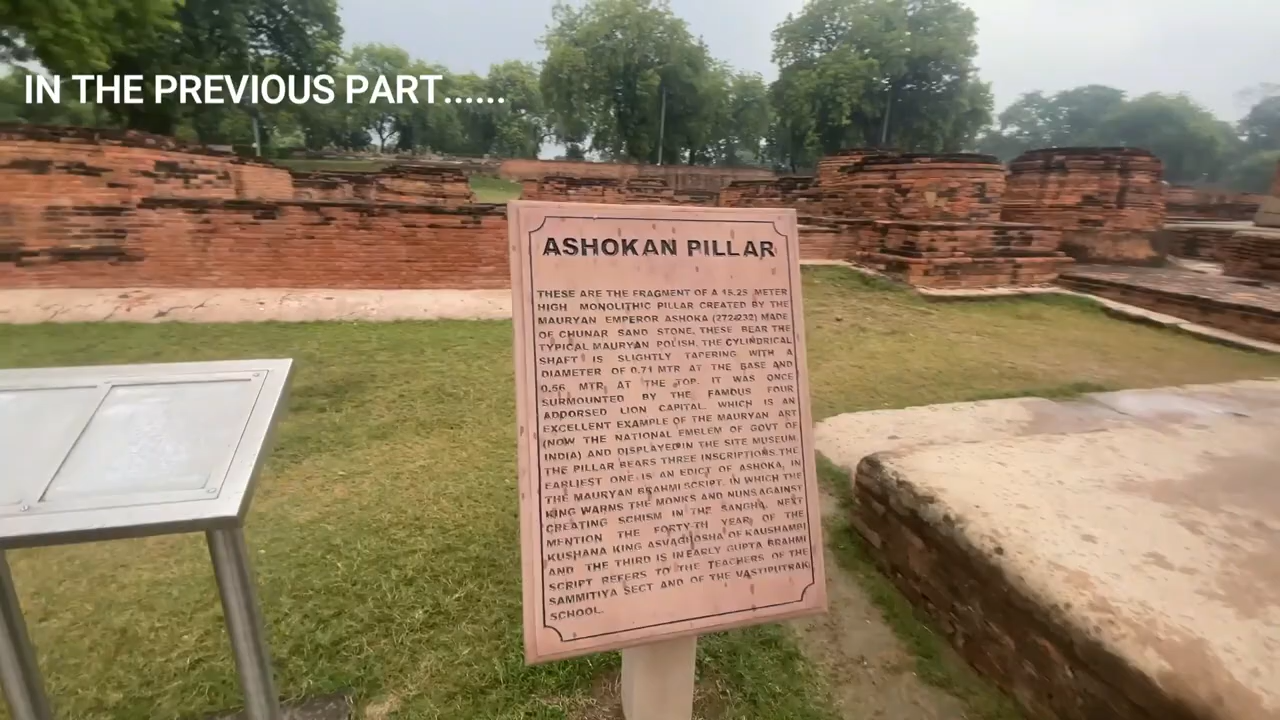 IN THE PREVIOUS PART......
ASHOKAN PILLAR
THESE ARE THE FRAGMENT OF A 15.25 METER
HIGH MONOLITHIC PILLAR CREATED BY THE
MAURYAN EMPEROR ASHOKA (272-232) MADE
OF CHUNAR SAND STONE. THESE BEAR THE
TYPICAL MAURYAN POLISH. THE CYLINDRICAL
SHAFT IS SLIGHTLY TAPERING WITH A
DIAMETER OF 0.71 MTR AT THE BASE AND
0.56 MTR. AT THE TOP. IT WAS ONCE
SURMOUNTED BY THE FAMOUS FOUR
ADDORSED LION CAPITAL. WHICH IS AN
EXCELLENT EXAMPLE OF THE MAURYAN ART
(NOW THE NATIONAL EMBLEM OF GOVT OF
INDIA) AND DISPLAYED IN THE SITE MUSEUM.
THE PILLAR BEARS THREE INSCRIPTIONS. THE
EARLIEST ONE IS AN EDICT OF ASHOKA, IN
THE MAURYAN BRAHMI SCRIPT, IN WHICH THE
KING WARNS THE MONKS AND NUNS AGAINST
CREATING SCHISM IN THE SANGHA. NEXT
MENTION THE FORTY-TH YEAR OF THE
KUSHANA KING ASVAGHOSHA OF KAUSHAMBI
AND THE THIRD IS IN EARLY GUPTA BRAHMI
SCRIPT REFERS TO THE TEACHERS OF THE
SAMMITIYA SECT AND OF THE VASTIPUTRAK
SCHOOL.